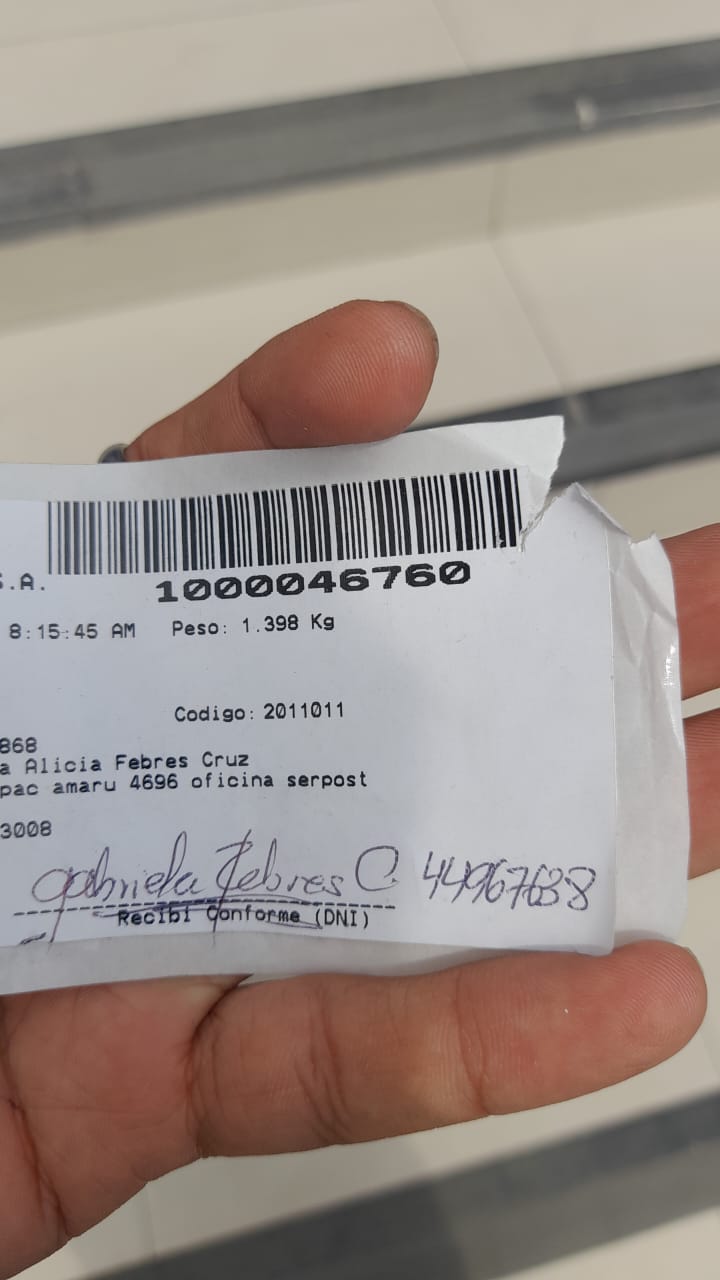 S.A.
1000046760
8:15:45 AM Peso: 1.398 Kg
Codigo: 2011011
868
a Alicia Febres Cruz
pac amaru 4696 oficina serpost
3008
gabriela Febres C. 44967638
Recibi Conforme (DNI)